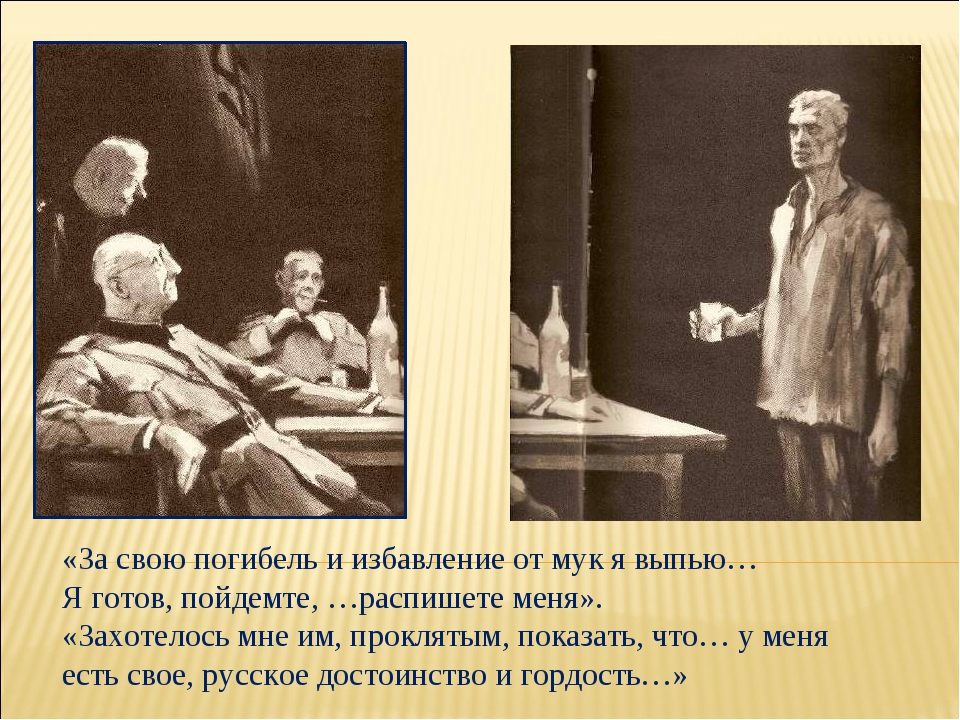 «За свою погибель и избавление от мук я выпью…
Я готов, пойдемте, …распишете меня».
«Захотелось мне им, проклятым, показать, что… у меня
есть свое, русское достоинство и гордость…»